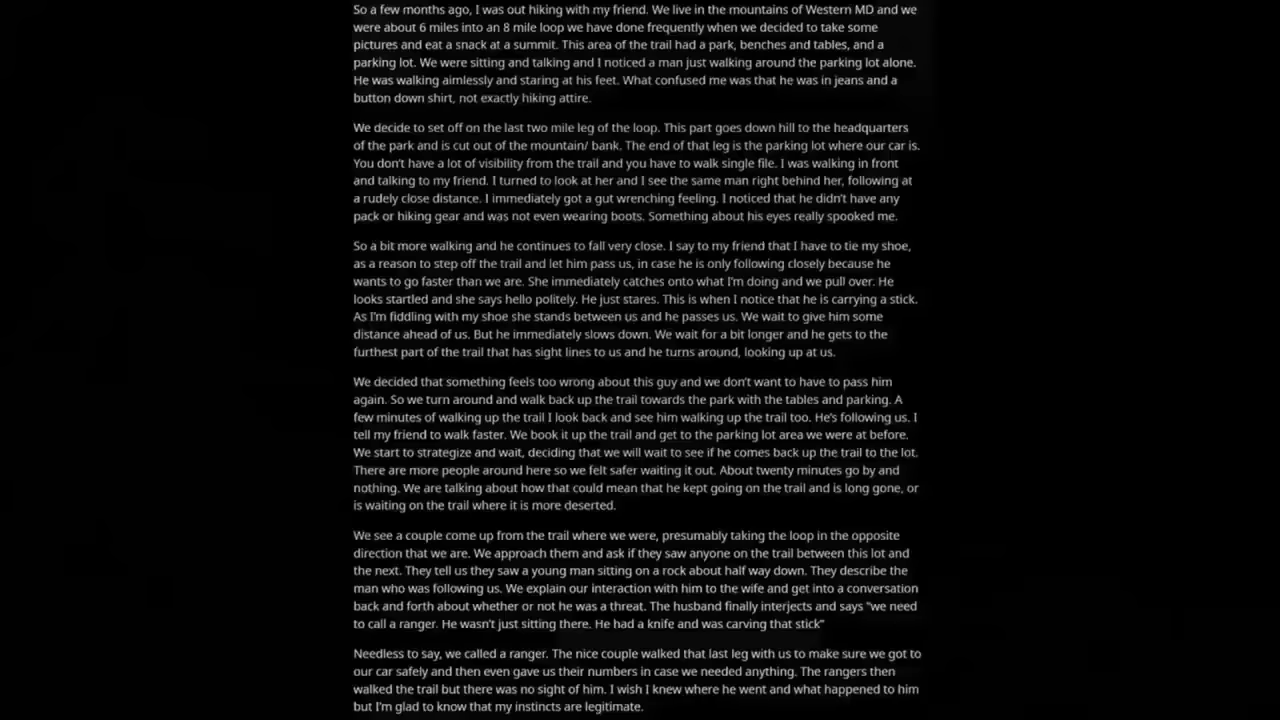 So a few months ago, I was out hiking with my friend. We live in the mountains of Western MD and we
were about 6 miles into an 8 mile loop we have done frequently when we decided to take some
pictures and eat a snack at a summit. This area of the trail had a park, benches and tables, and a
parking lot. We were sitting and talking and I noticed a man just walking around the parking lot alone.
He was walking aimlessly and staring at his feet. What confused me was that he was in jeans and a
button down shirt, not exactly hiking attire.
We decide to set off on the last two mile leg of the loop. This part goes down hill to the headquarters
of the park and is cut out of the mountain/ bank. The end of that leg is the parking lot where our car is.
You don't have a lot of visibility from the trail and you have to walk single file. I was walking in front
and talking to my friend. I turned to look at her and I see the same man right behind her, following at
a rudely close distance. I immediately got a gut wrenching feeling. I noticed that he didn't have any
pack or hiking gear and was not even wearing boots. Something about his eyes really spooked me.
So a bit more walking and he continues to fall very close. I say to my friend that I have to tie my shoe,
as a reason to step off the trail and let him pass us, in case he is only following closely because he
wants to go faster than we are. She immediately catches onto what I'm doing and we pull over. He
looks startled and she says hello politely. He just stares. This is when I notice that he is carrying a stick.
As I'm fiddling with my shoe she stands between us and he passes us. We wait to give him some
distance ahead of us. But he immediately slows down. We wait for a bit longer and he gets to the
furthest part of the trail that has sight lines to us and he turns around, looking up at us.
We decided that something feels too wrong about this guy and we don't want to have to pass him
again. So we turn around and walk back up the trail towards the park with the tables and parking. A
few minutes of walking up the trail I look back and see him walking up the trail too. He's following us. I
tell my friend to walk faster. We book it up the trail and get to the parking lot area we were at before.
We start to strategize and wait, deciding that we will wait to see if he comes back up the trail to the lot.
There are more people around here so we felt safer waiting it out. About twenty minutes go by and
nothing. We are talking about how that could mean that he kept going on the trail and is long gone, or
is waiting on the trail where it is more deserted.
We see a couple come up from the trail where we were, presumably taking the loop in the opposite
direction that we are. We approach them and ask if they saw anyone on the trail between this lot and
the next. They tell us they saw a young man sitting on a rock about half way down. They describe the
man who was following us. We explain our interaction with him to the wife and get into a conversation
back and forth about whether or not he was a threat. The husband finally interjects and says "we need
to call a ranger. He wasn't just sitting there. He had a knife and was carving that stick"
Needless to say, we called a ranger. The nice couple walked that last leg with us to make sure we got to
our car safely and then even gave us their numbers in case we needed anything. The rangers then
walked the trail but there was no sight of him. I wish I knew where he went and what happened to him
but I'm glad to know that my instincts are legitimate.